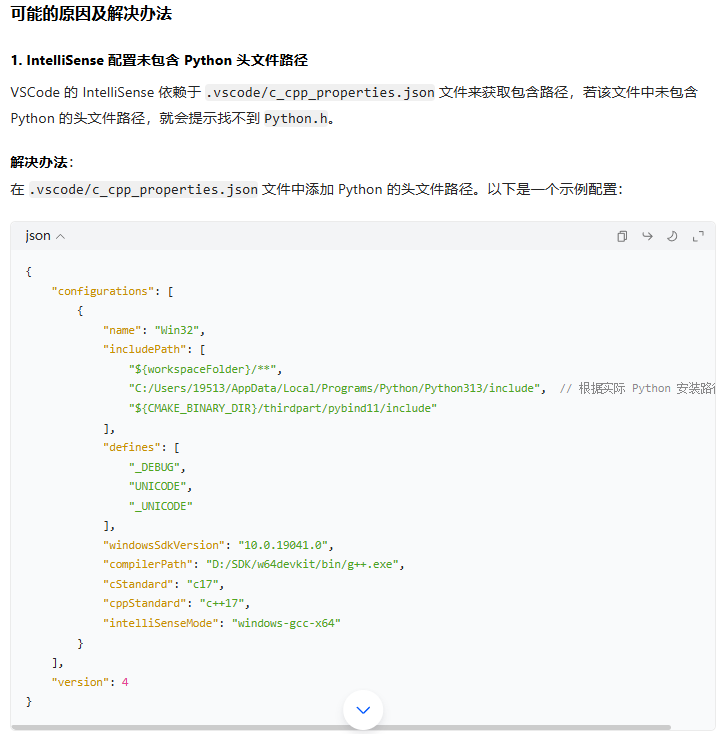 可能的原因及解决办法
1. IntelliSense 配置未包含 Python 头文件路径
VSCode 的 IntelliSense 依赖于 .vscode/c_cpp_properties.json 文件来获取包含路径，若该文件中未包含
Python 的头文件路径，就会提示找不到 Python.h。
解决办法：
在 .vscode/c_cpp_properties.json 文件中添加 Python 的头文件路径。以下是一个示例配置：
json
{
    "configurations": [
        {
            "name": "Win32",
            "includePath": [
                "${workspaceFolder}/**",
                "C:/Users/19513/AppData/Local/Programs/Python/Python313/include",  // 根据实际 Python 安装路
                "${CMAKE_BINARY_DIR}/thirdpart/pybind11/include"
            ],
            "defines": [
                "_DEBUG",
                "UNICODE",
                "_UNICODE"
            ],
            "windowsSdkVersion": "10.0.19041.0",
            "compilerPath": "D:/SDK/w64devkit/bin/g++.exe",
            "cStandard": "c17",
            "cppStandard": "c++17",
            "intelliSenseMode": "windows-gcc-x64"
        }
    ],
    "version": 4
}